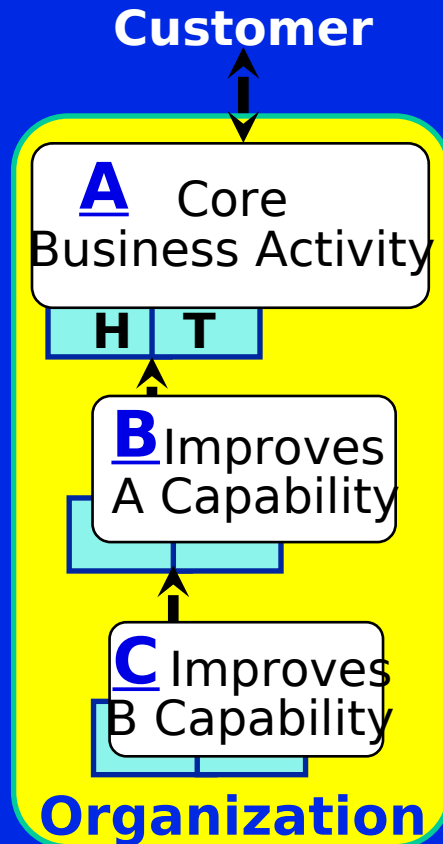 Customer
A Core
Business Activity
H T
B Improves
A Capability
C Improves
B Capability
Organization